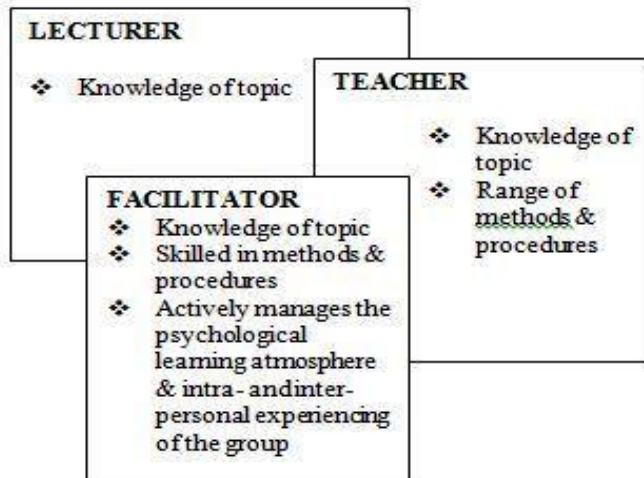 LECTURER
❖ Knowledge of topic
TEACHER
❖ Knowledge of
topic
❖ Range of
methods &
procedures
FACILITATOR
❖ Knowledge of topic
❖ Skilled in methods &
procedures
❖ Actively manages the
psychological
learning atmosphere
& intra- andinter-
personal experiencing
of the group